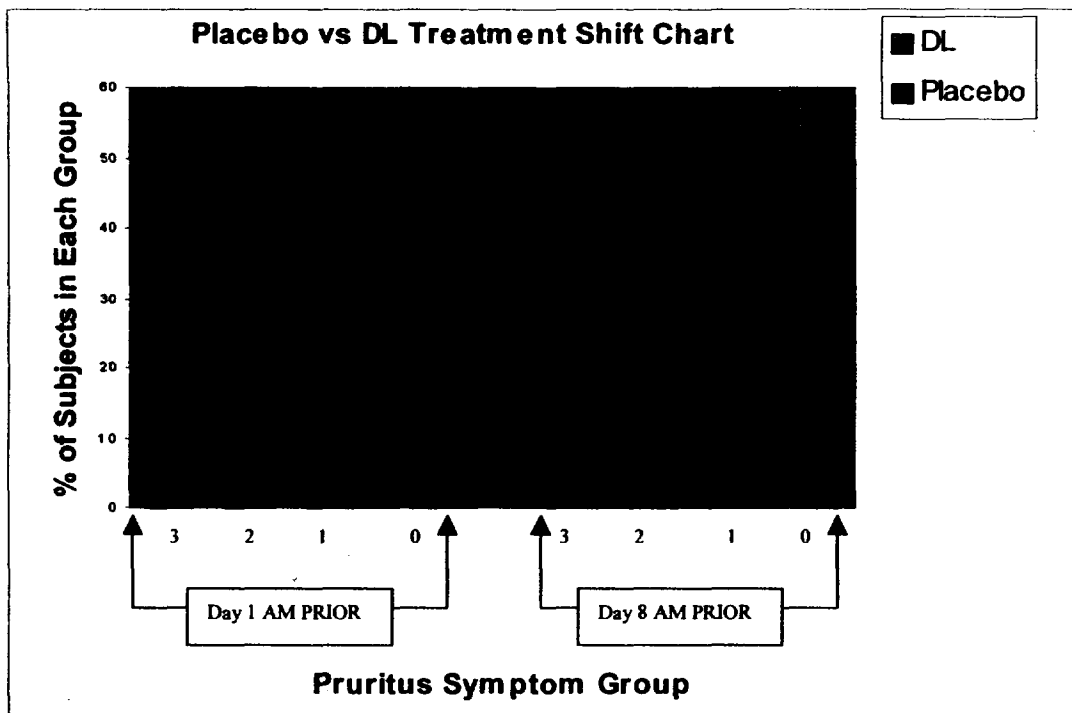 Placebo vs DL Treatment Shift Chart
DL
Placebo
% of Subjects in Each Group
60
50
40
30
20
10
0
3 2 1 0 3 2 1 0
Day 1 AM PRIOR Day 8 AM PRIOR
Pruritus Symptom Group